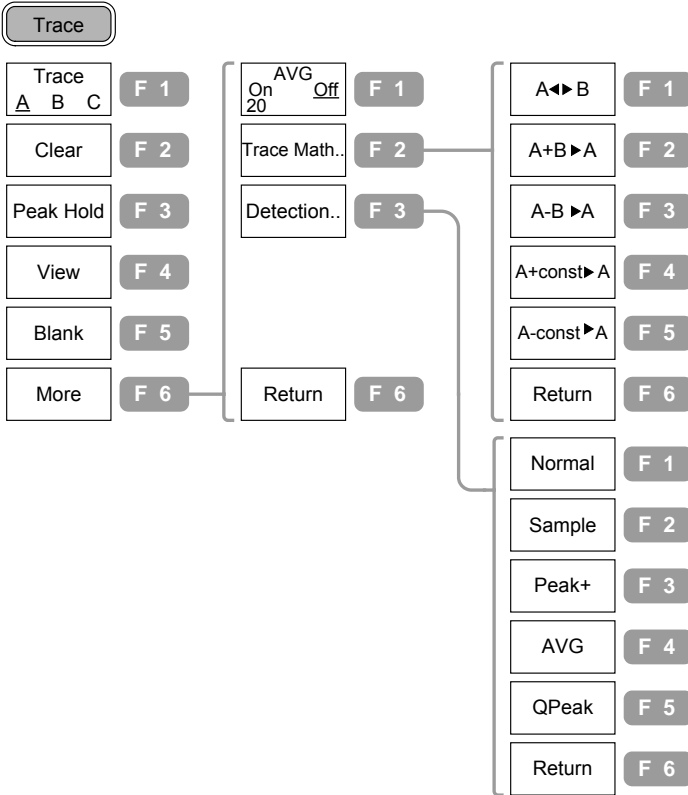 Trace
Trace
A B C
F 1
Clear
F 2
Peak Hold
F 3
View
F 4
Blank
F 5
More
F 6
AVG
On Off
20
F 1
Trace Math..
F 2
Detection..
F 3
Return
F 6
A◄►B
F 1
A+B►A
F 2
A-B ►A
F 3
A+const►A
F 4
A-const►A
F 5
Return
F 6
Normal
F 1
Sample
F 2
Peak+
F 3
AVG
F 4
QPeak
F 5
Return
F 6